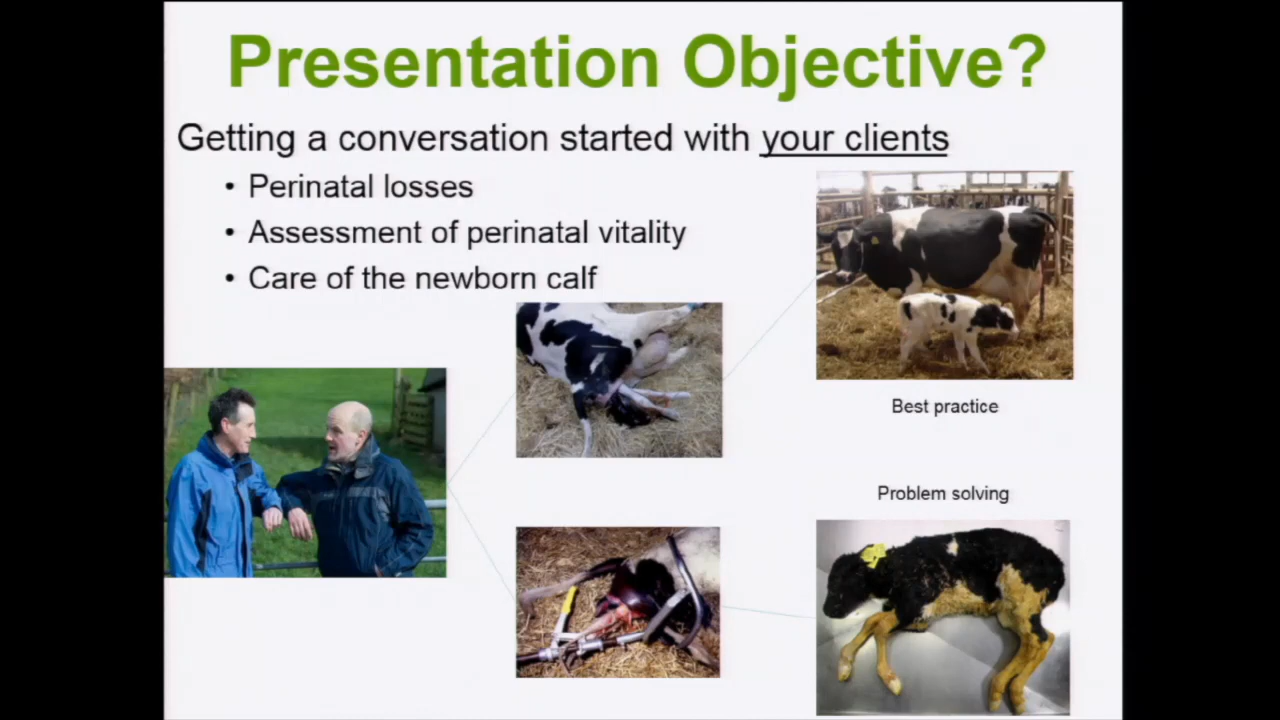 Presentation Objective?
Getting a conversation started with your clients
• Perinatal losses
• Assessment of perinatal vitality
• Care of the newborn calf
Best practice
Problem solving